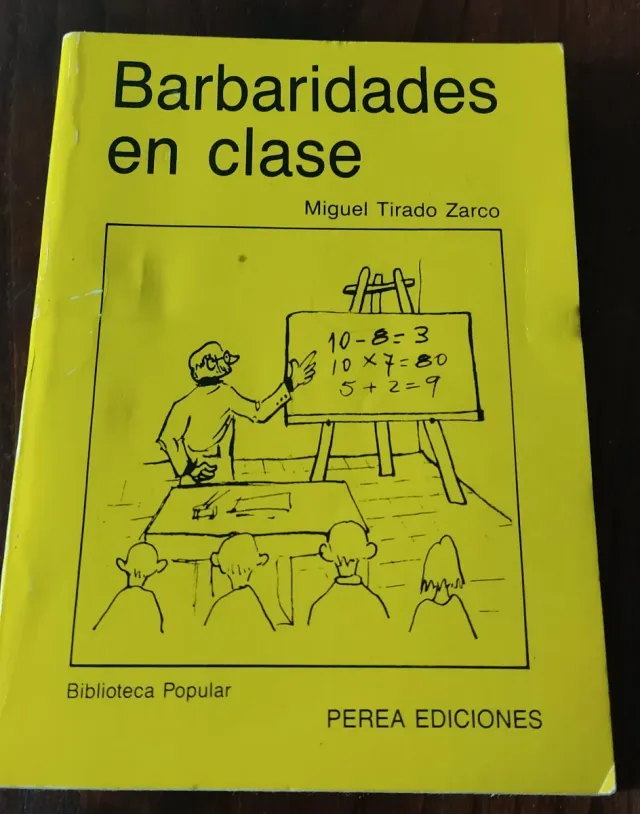 Barbaridades
en clase
Miguel Tirado Zarco
10-8=3
10 x 7=80
5+2=9
Biblioteca Popular
PEREA EDICIONES